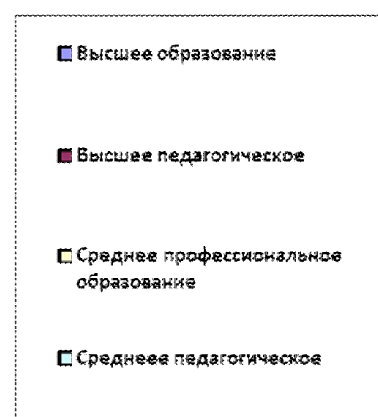 Высшее образование
Высшее педагогическое
Среднее профессиональное
образование
Среднеее педагогическое